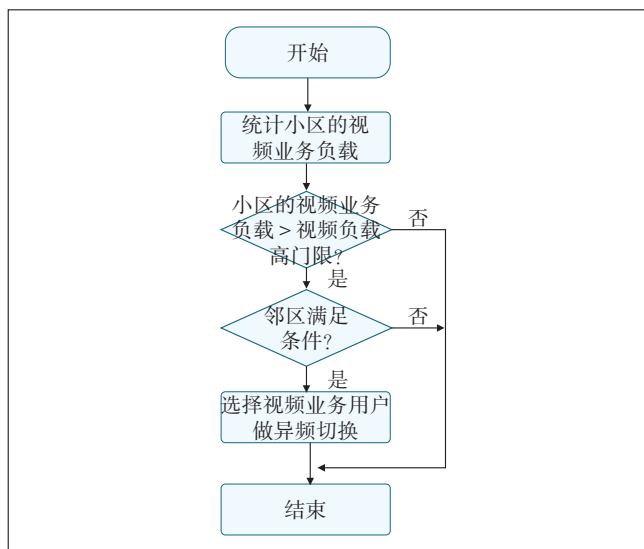 开始
统计小区的视
频业务负载
小区的视频业务
负载>视频负载
高门限?
否
是
邻区满足
条件?
否
是
选择视频业务用户
做异频切换
结束